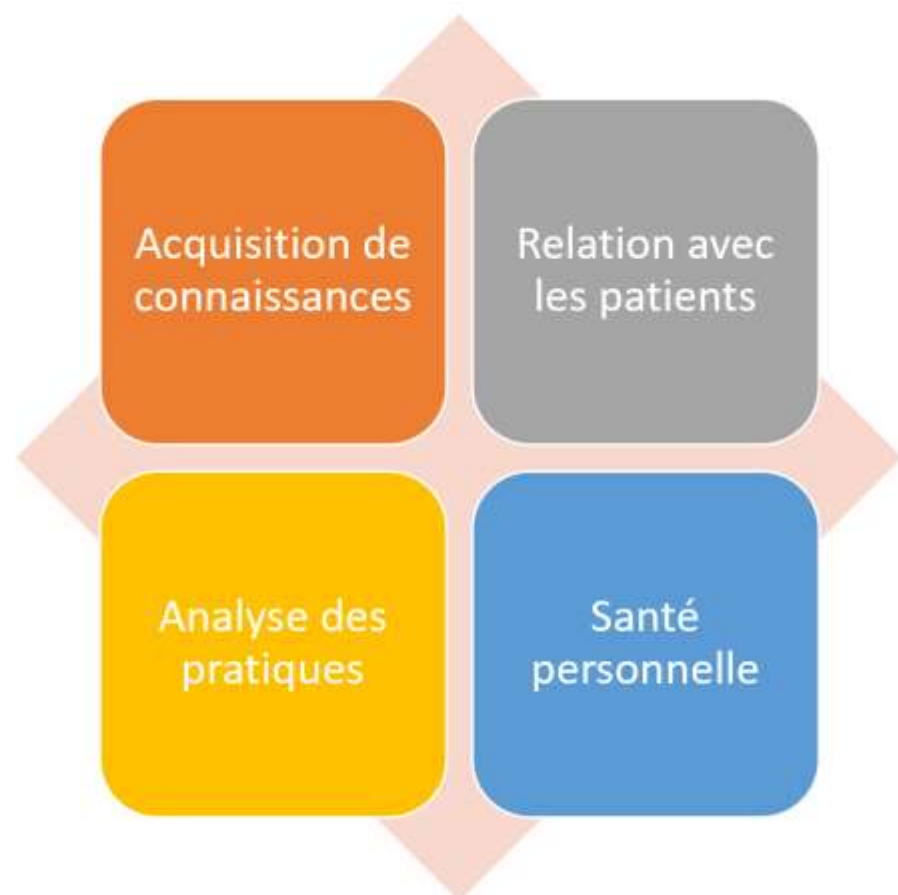 Acquisition de
connaissances
Relation avec
les patients
Analyse des
pratiques
Santé
personnelle